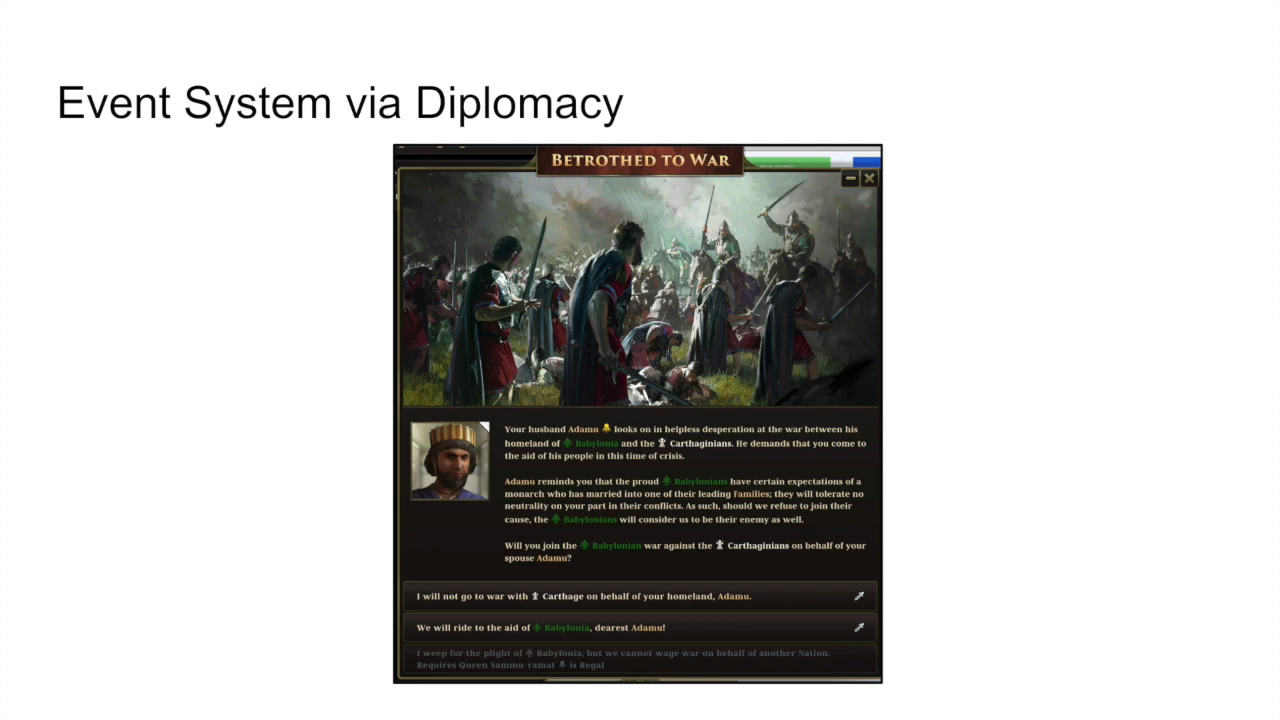 Event System via Diplomacy
BETROTHED TO WAR
Your husband Adamu looks on in helpless desperation at the war between his
homeland of Babylonia and the Carthaginians. He demands that you come to
the aid of his people in this time of crisis.
Adamu reminds you that the proud Babylonians have certain expectations of a
monarch who has married into one of their leading Families; they will tolerate no
neutrality on your part in their conflicts. As such, should we refuse to join their
cause, the Babylonians will consider us to be their enemy as well.
Will you join the Babylonian war against the Carthaginians on behalf of your
spouse Adamu?
I will not go to war with Carthage on behalf of your homeland, Adamu.
We will ride to the aid of Babylonia, dearest Adamu!
I weep for the plight of Babylonia, but we cannot wage war on behalf of another Nation.
Requires Queen Sammu-ramat is Regal